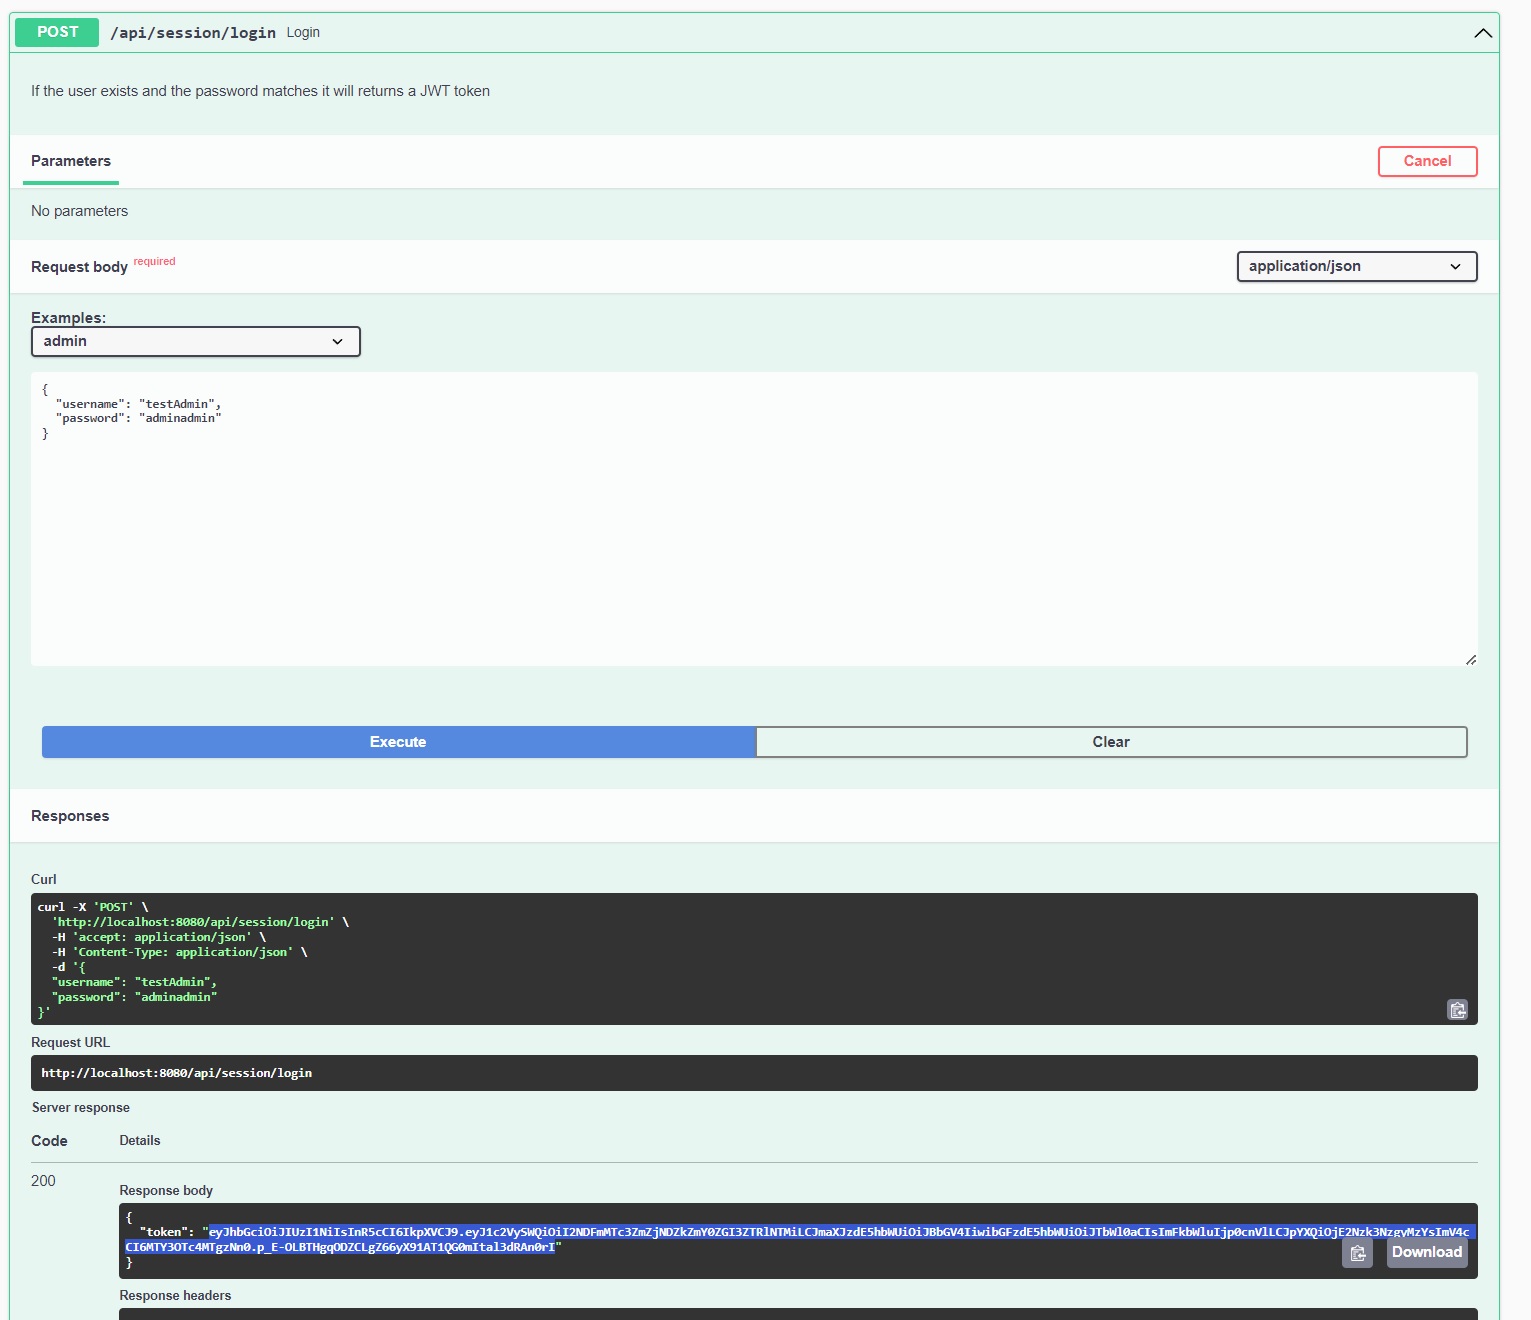 POST /api/session/login Login
If the user exists and the password matches it will returns a JWT token
Parameters
Cancel
No parameters
Request body required
application/json
Examples:
admin
{
"username": "testAdmin",
"password": "adminadmin"
}
Execute
Clear
Responses
Curl
curl -X 'POST' \
'http://localhost:8080/api/session/login' \
-H 'accept: application/json' \
-H 'Content-Type: application/json' \
-d '{
"username": "testAdmin",
"password": "adminadmin"
}'
Request URL
http://localhost:8080/api/session/login
Server response
Code Details
200
Response body
{
"token": "eyJhbGciOiJIUzI1NiIsInR5cCI6IkpXVCJ9.eyJ1c2VySWQiOiI2NDFmMTc3ZmZjNDZkZmY0ZGI3ZTRlNTMiLCJmaXJzdE5hbWUiOiJBbGV4IiwibGFzdE5hbWUiOiJTbWl0aCIsImFkbWluIjp0cnVlLCJpYXQiOjE2Nzk3NzgyMzYsImV4c
CI6MTY3OTc4MTgzNn0.p_E-OLBTHgqODZCLgZ66yX91AT1QG0mItal3dRAn0rI"
}
Download
Response headers